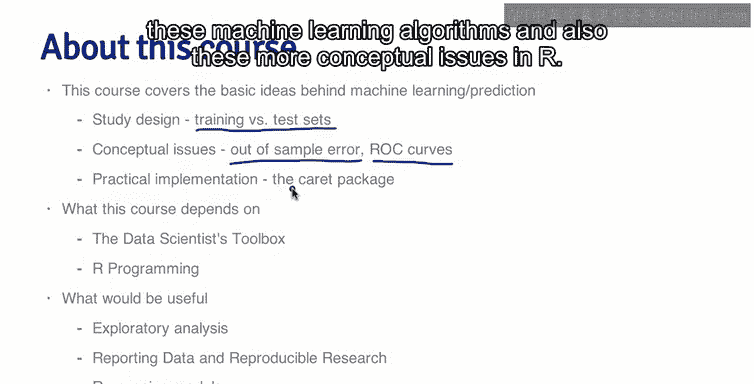 these machine learning algorithms and also
About this course
these more conceptual issues in R.
· This course covers the basic ideas behind machine learning/prediction
- Study design - training vs. test sets
- Conceptual issues - out of sample error, ROC curves
- Practical implementation - the caret package
· What this course depends on
- The Data Scientist's Toolbox
- R Programming
· What would be useful
- Exploratory analysis
- Reporting Data and Reproducible Research